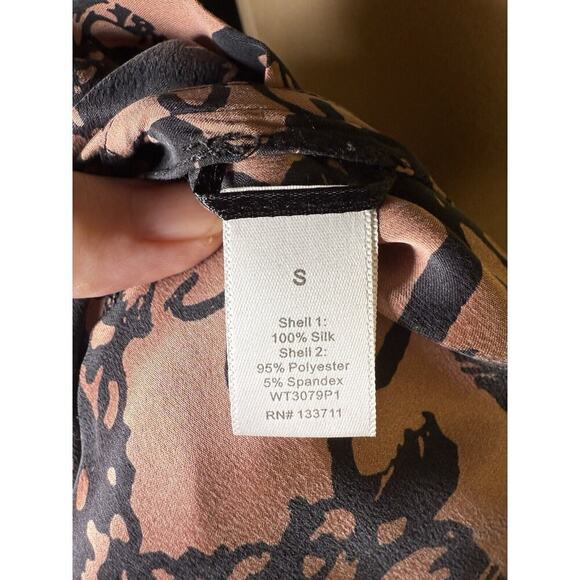 S
Shell 1:
100% Silk
Shell 2:
95% Polyester
5% Spandex
WT3079P1
RN# 133711